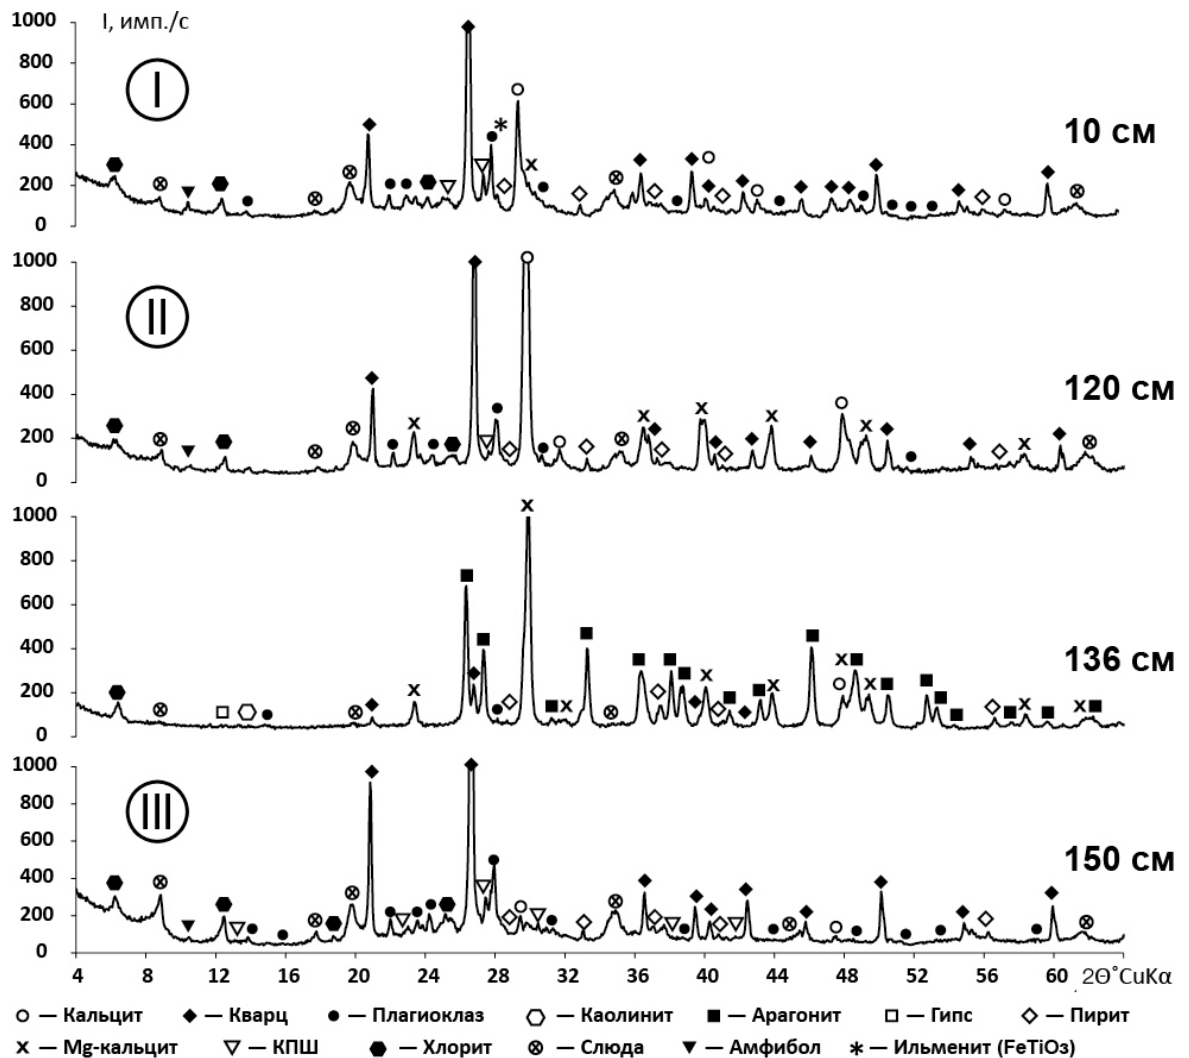 1000
I, имп./с
800
600
400
200
0
I
10 см
1000
800
600
400
200
0
II
120 см
1000
800
600
400
200
0
136 см
1000
800
600
400
200
0
III
150 см
4 8 12 16 20 24 28 32 36 40 44 48 52 56 60 2Θ°CuKα
— Кальцит — Кварц — Плагиоклаз — Каолинит — Арагонит — Гипс — Пирит
— Mg-кальцит — КПШ — Хлорит — Слюда — Амфибол — Ильменит (FeTiO₃)